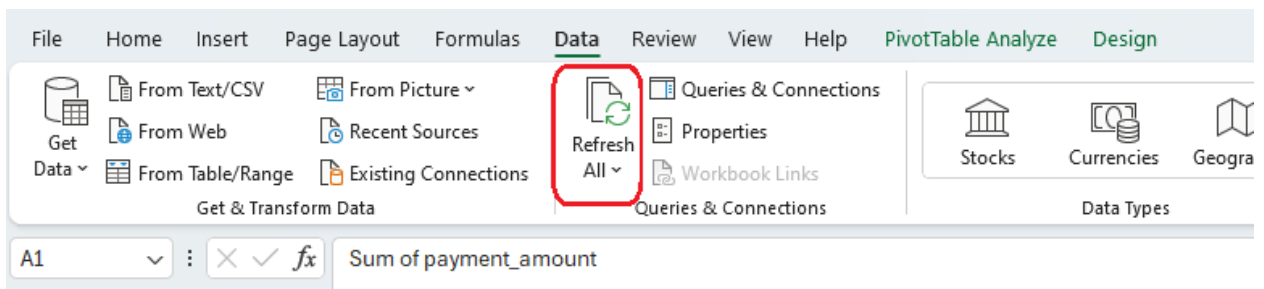 File Home Insert Page Layout Formulas Data Review View Help PivotTable Analyze Design
Get Data
From Text/CSV
From Web
From Table/Range
From Picture
Recent Sources
Existing Connections
Get & Transform Data
Refresh All
Queries & Connections
Properties
Workbook Links
Queries & Connections
Stocks
Currencies
Geogra
Data Types
A1 fx Sum of payment_amount